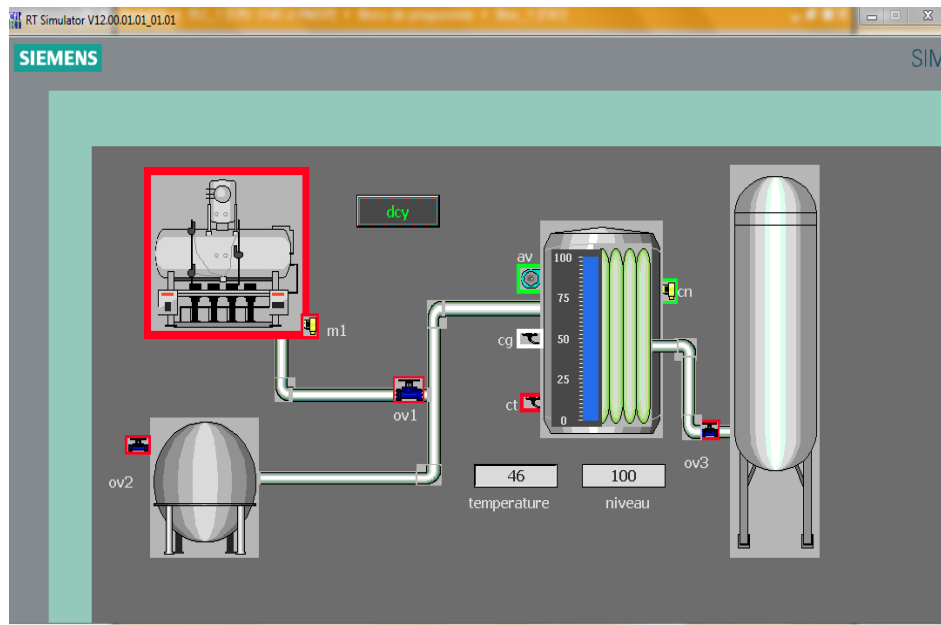 RT Simulator V12.00.01.01_01.01
SIEMENS
SIM
dcy
av
100
75
50
25
0
cn
cg
ct
m1
ov1
ov2
ov3
46
100
temperature
niveau